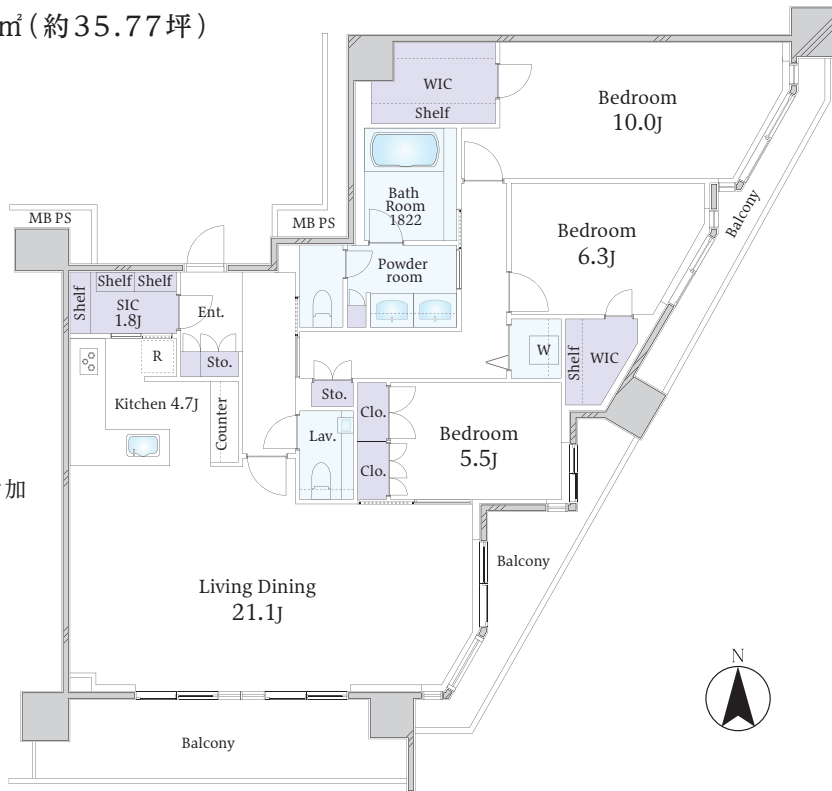 ㎡(約35.77坪)
WIC
Shelf
Bedroom
10.0J
Bath
Room
1822
MB PS
MB PS
Bedroom
6.3J
Balcony
Powder
room
Shelf
Shelf
Shelf
SIC
1.8J
Ent.
R
Sto.
W
Shelf
WIC
Kitchen 4.7J
Counter
Sto.
Clo.
Lav.
Bedroom
5.5J
Clo.
加
Balcony
Living Dining
21.1J
N
Balcony